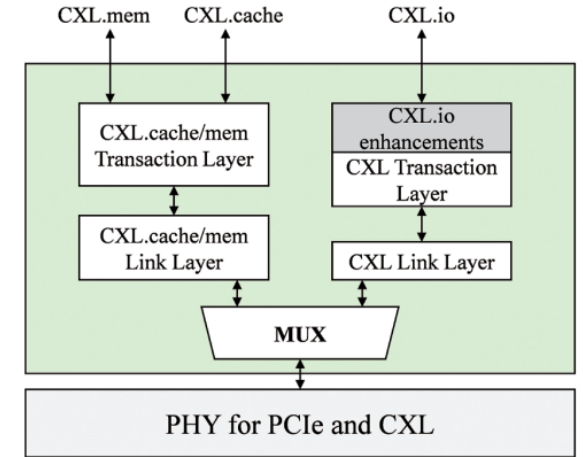 CXL.mem
CXL.cache
CXL.io
CXL.cache/mem
Transaction Layer
CXL.io
enhancements
CXL Transaction
Layer
CXL.cache/mem
Link Layer
CXL Link Layer
MUX
PHY for PCIe and CXL